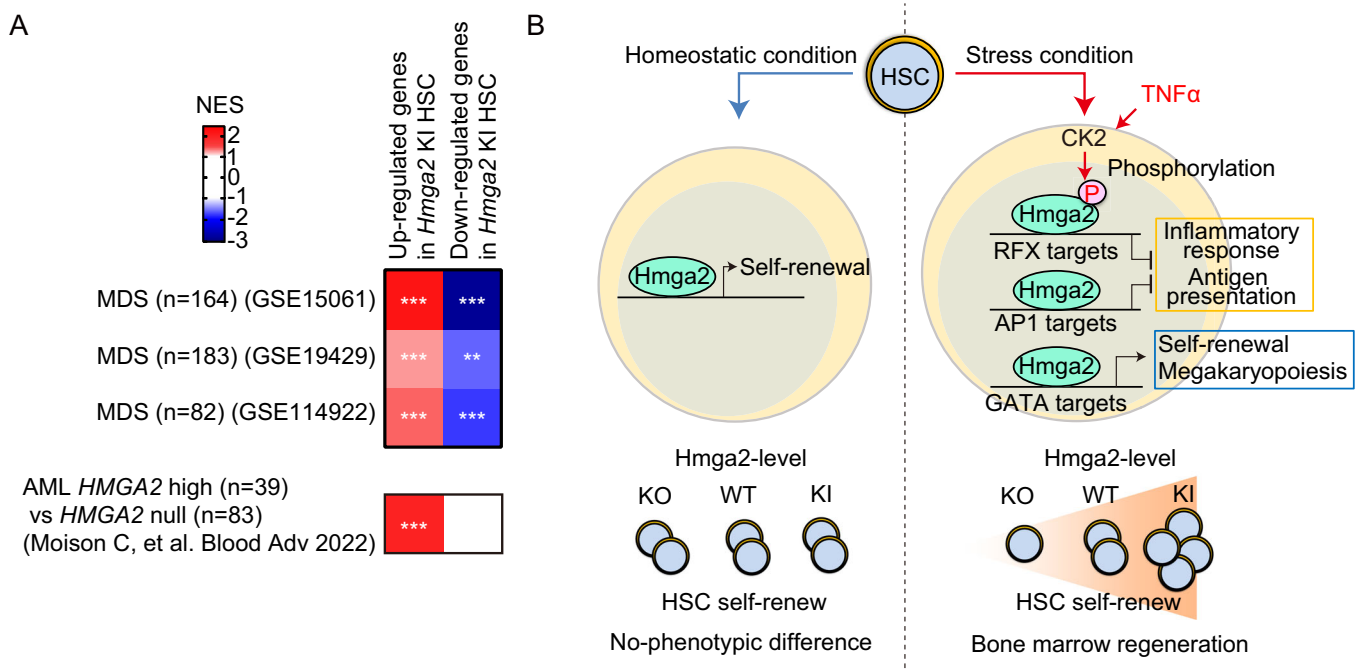 A
NES
2
1
0
-1
-2
-3
Up-regulated genes
in Hmga2 KI HSC
Down-regulated genes
in Hmga2 KI HSC
MDS (n=164) (GSE15061)
*** ***
MDS (n=183) (GSE19429)
*** **
MDS (n=82) (GSE114922)
*** ***
AML HMGA2 high (n=39)
vs HMGA2 null (n=83)
(Moison C, et al. Blood Adv 2022)
***
B
Homeostatic condition
HSC
Stress condition
TNFα
Hmga2
Self-renewal
CK2
Phosphorylation
P
Hmga2
RFX targets
Hmga2
AP1 targets
Inflammatory
response
Antigen
presentation
Hmga2
GATA targets
Self-renewal
Megakaryopoiesis
Hmga2-level
KO WT KI
HSC self-renew
No-phenotypic difference
Hmga2-level
KO WT KI
HSC self-renew
Bone marrow regeneration